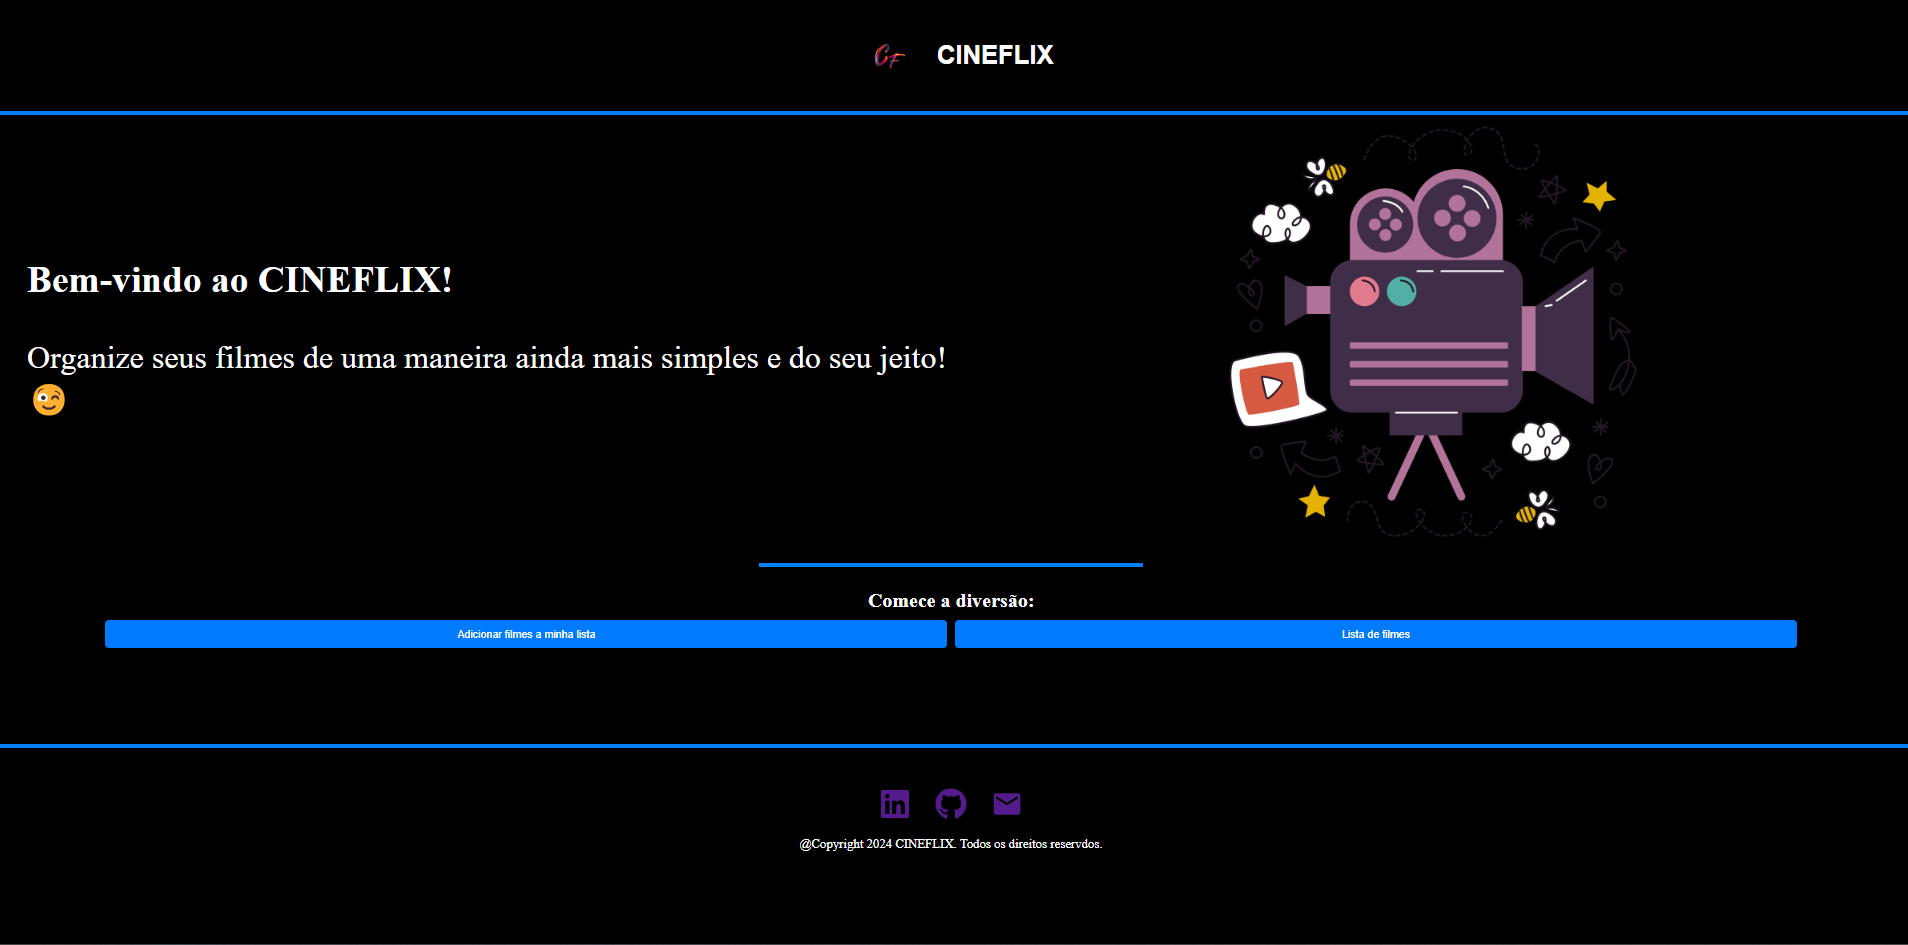 CF CINEFLIX
Bem-vindo ao CINEFLIX!
Organize seus filmes de uma maneira ainda mais simples e do seu jeito!
😉
Comece a diversão:
Adicionar filmes a minha lista
Lista de filmes
in
@Copyright 2024 CINEFLIX. Todos os direitos reservdos.